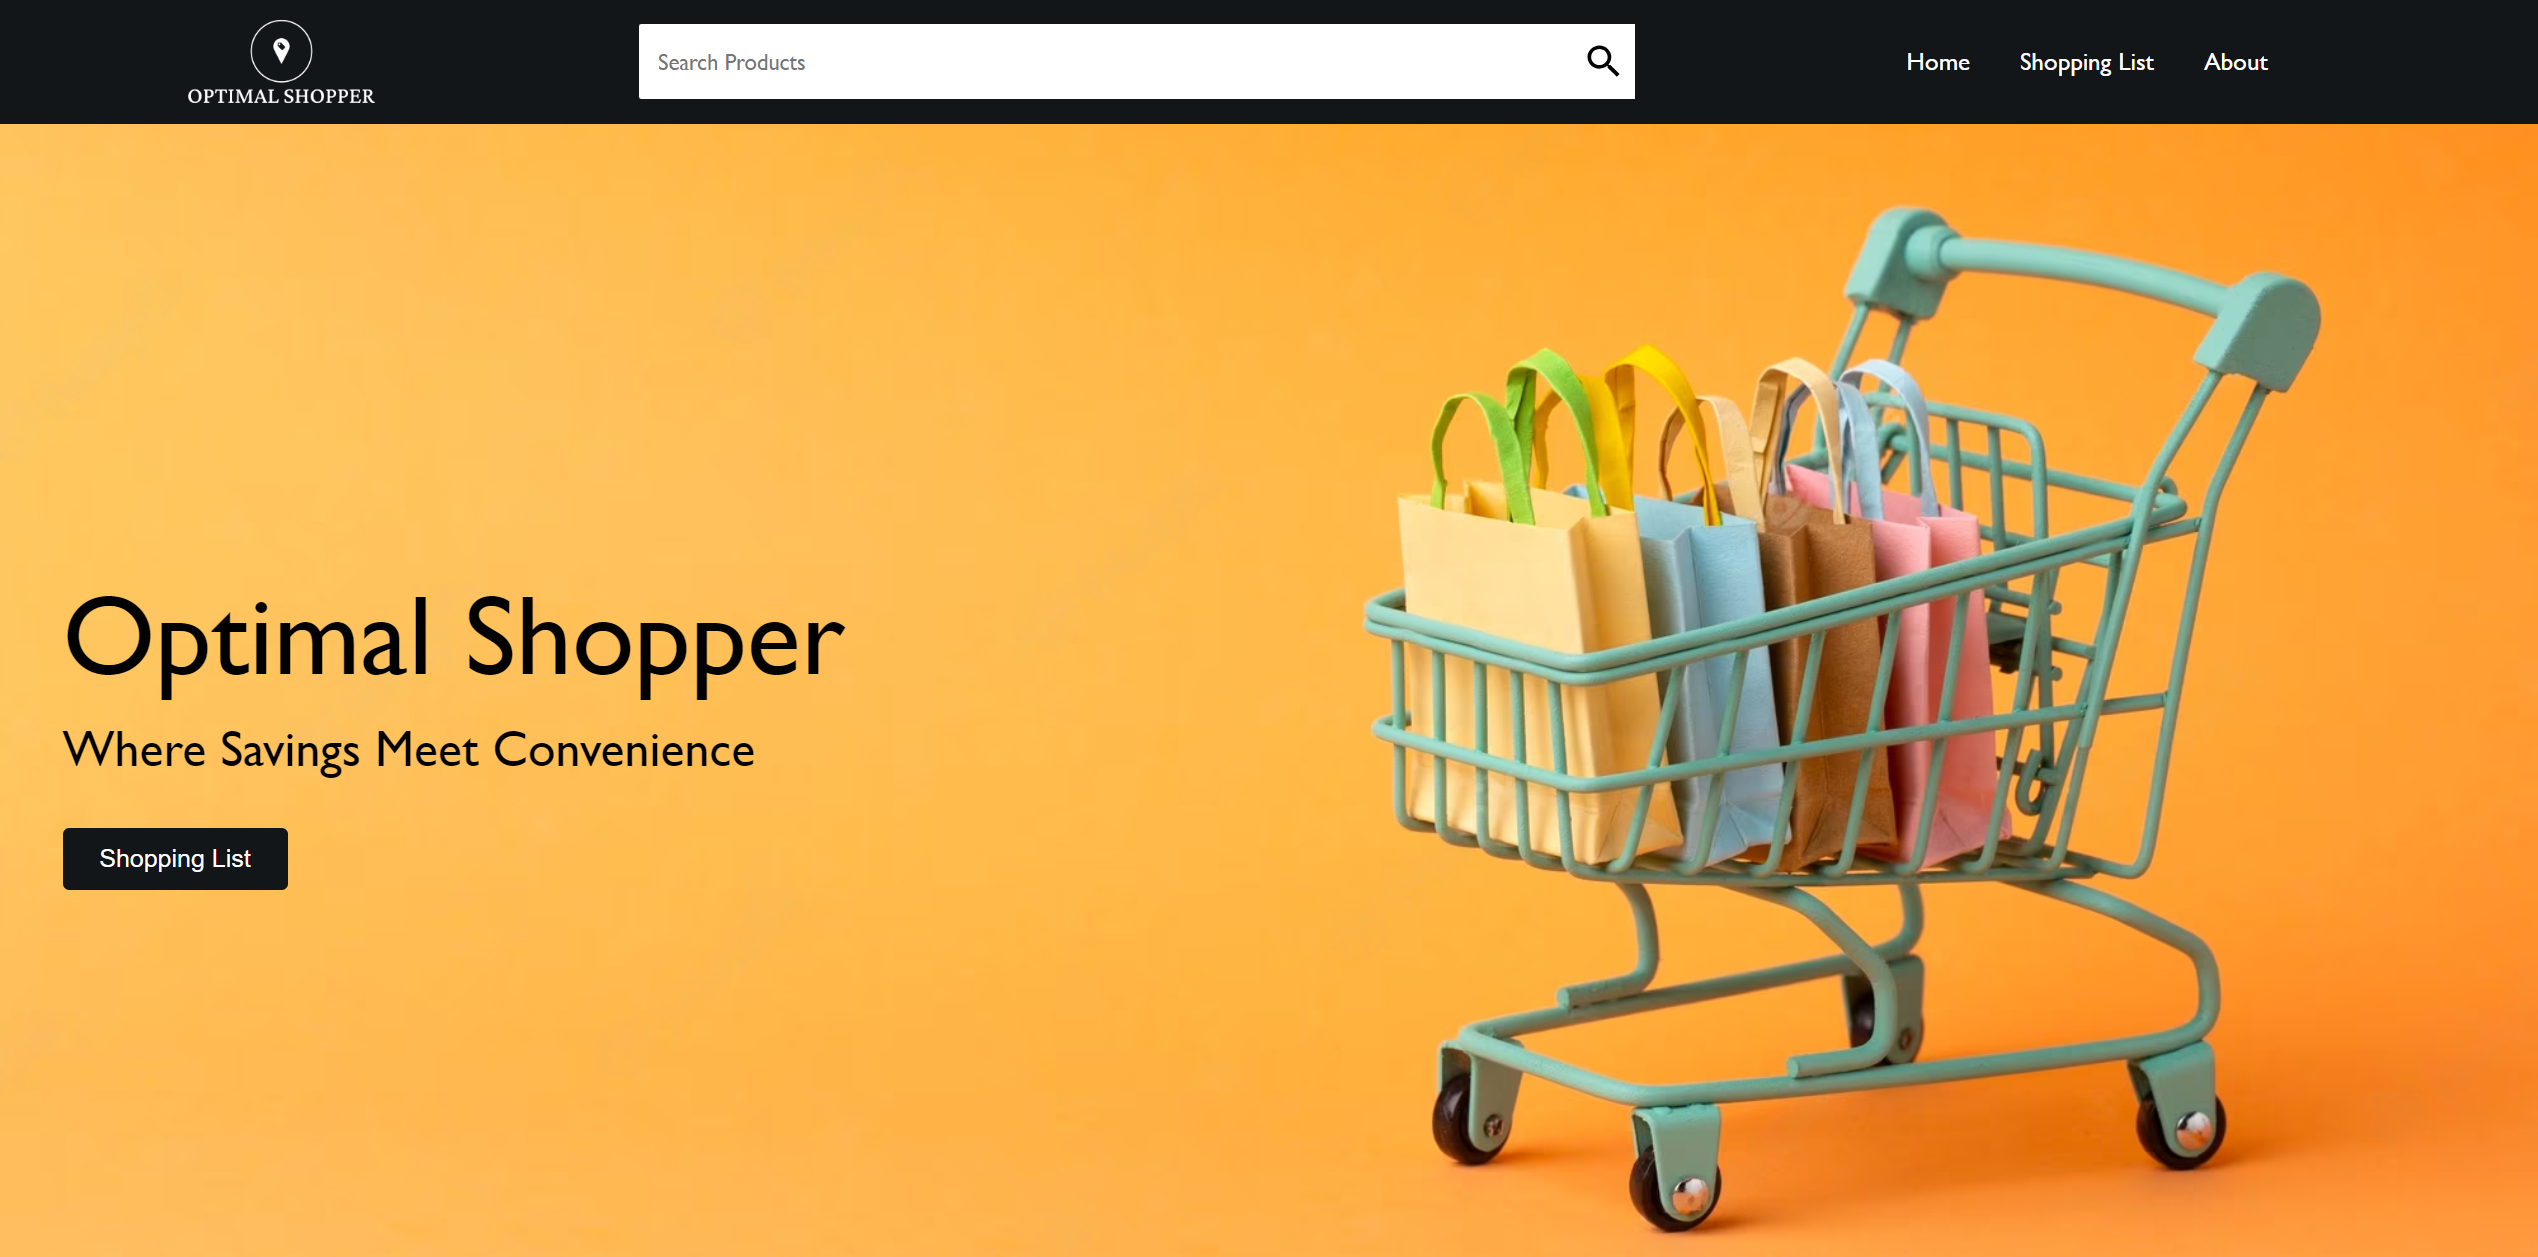 OPTIMAL SHOPPER
Search Products
Home
Shopping List
About
Optimal Shopper
Where Savings Meet Convenience
Shopping List